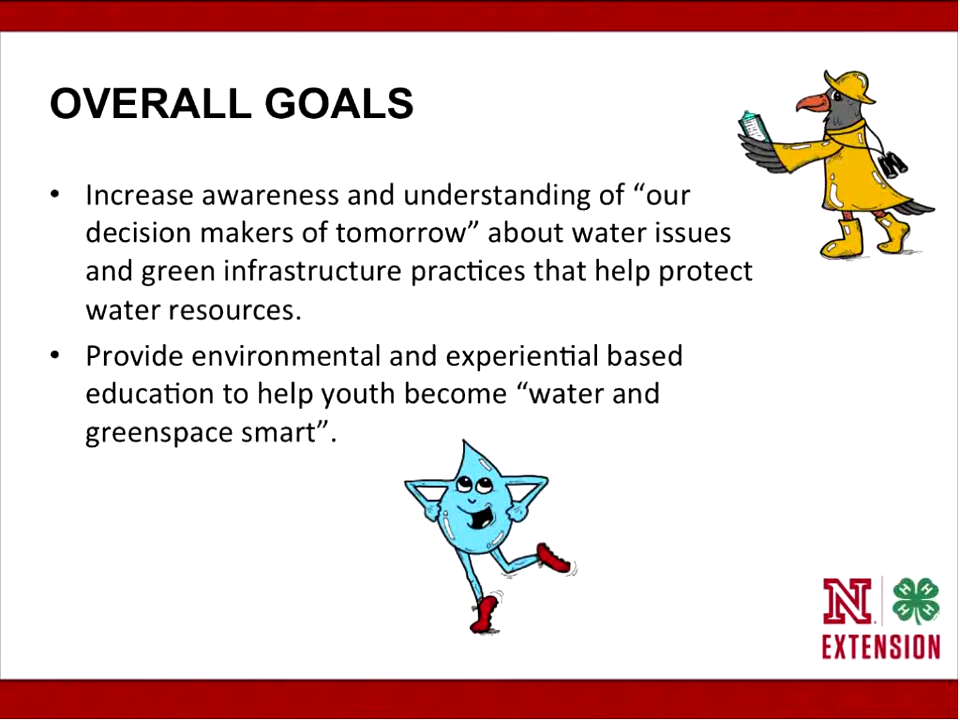 OVERALL GOALS
• Increase awareness and understanding of “our
decision makers of tomorrow” about water issues
and green infrastructure practices that help protect
water resources.
• Provide environmental and experiential based
education to help youth become “water and
greenspace smart”.
N
H H H H
EXTENSION